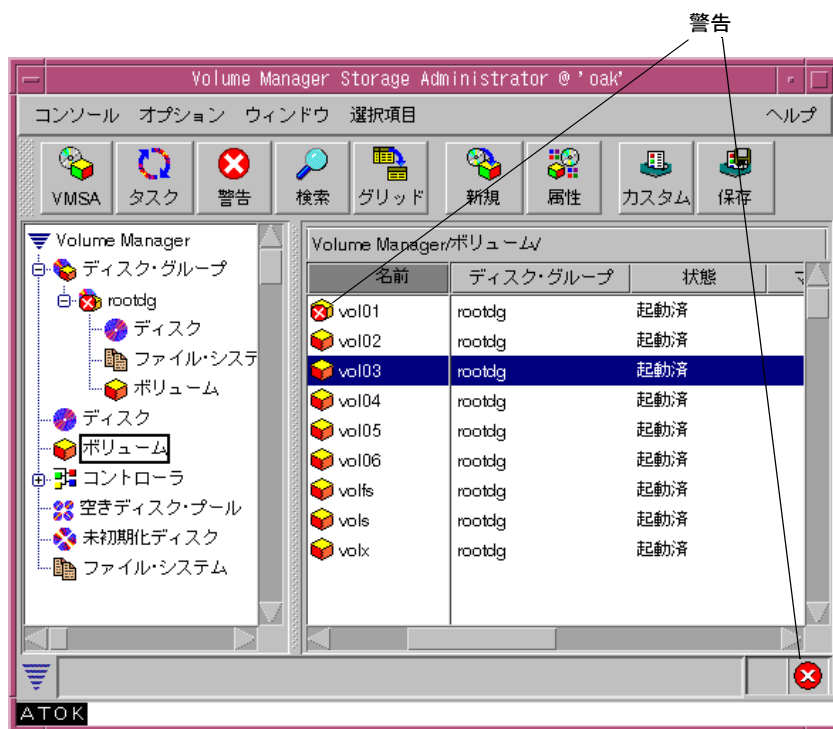 警告
Volume Manager Storage Administrator @ 'oak'
コンソール オプション ウィンドウ 選択項目 ヘルプ
VMSA タスク 警告 検索 グリッド 新規 属性 カスタム 保存
Volume Manager
ディスク・グループ
rootdg
ディスク
ファイル・システ
ボリューム
ディスク
ボリューム
コントローラ
空きディスク・プール
未初期化ディスク
ファイル・システム
Volume Manager/ボリューム/
名前 ディスク・グループ 状態
vol01 rootdg 起動済
vol02 rootdg 起動済
vol03 rootdg 起動済
vol04 rootdg 起動済
vol05 rootdg 起動済
vol06 rootdg 起動済
volfs rootdg 起動済
vols rootdg 起動済
volx rootdg 起動済
ATOK